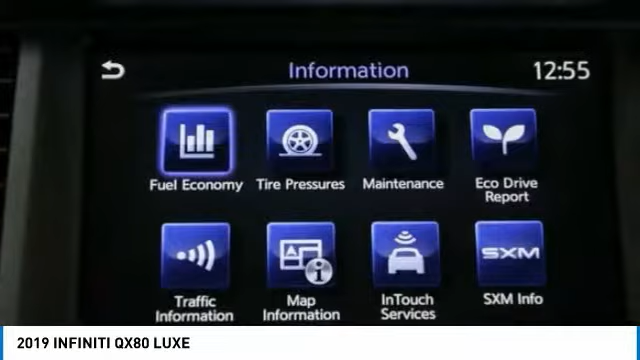 Information 12:55
Fuel Economy Tire Pressures Maintenance Eco Drive
Report
SXM
Traffic Map InTouch SXM Info
Information Information Services
2019 INFINITI QX80 LUXE